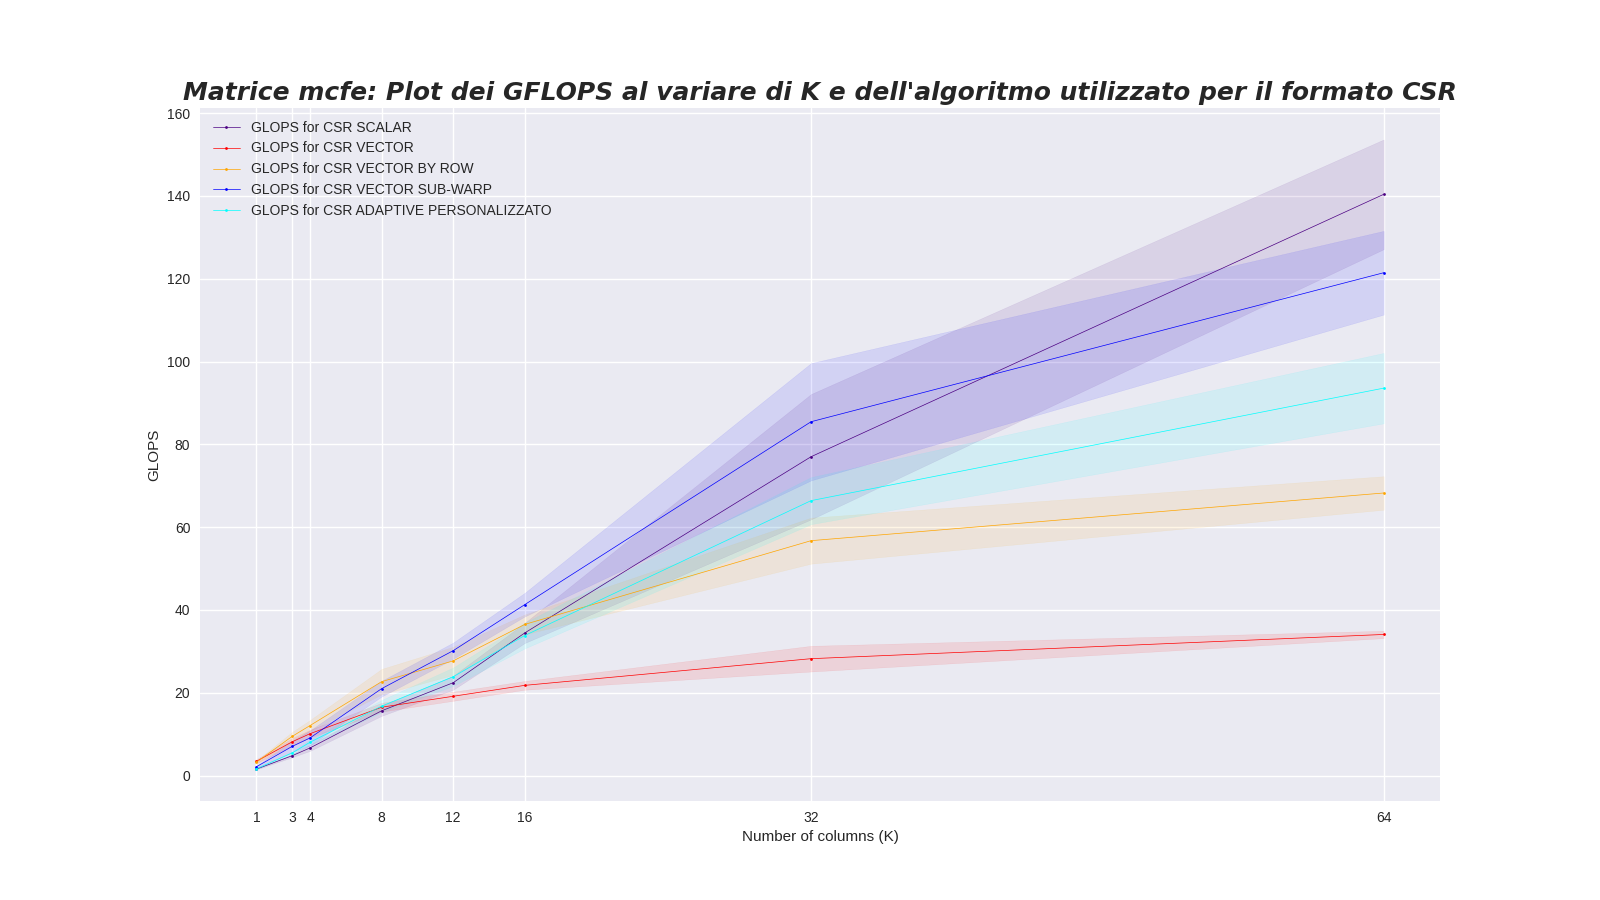 Matrice mcfe: Plot dei GFLOPS al variare di K e dell'algoritmo utilizzato per il formato CSR
160
140
120
100
80
60
40
20
0
GLOPS
GLOPS for CSR SCALAR
GLOPS for CSR VECTOR
GLOPS for CSR VECTOR BY ROW
GLOPS for CSR VECTOR SUB-WARP
GLOPS for CSR ADAPTIVE PERSONALIZZATO
1 3 4 8 12 16 32 64
Number of columns (K)